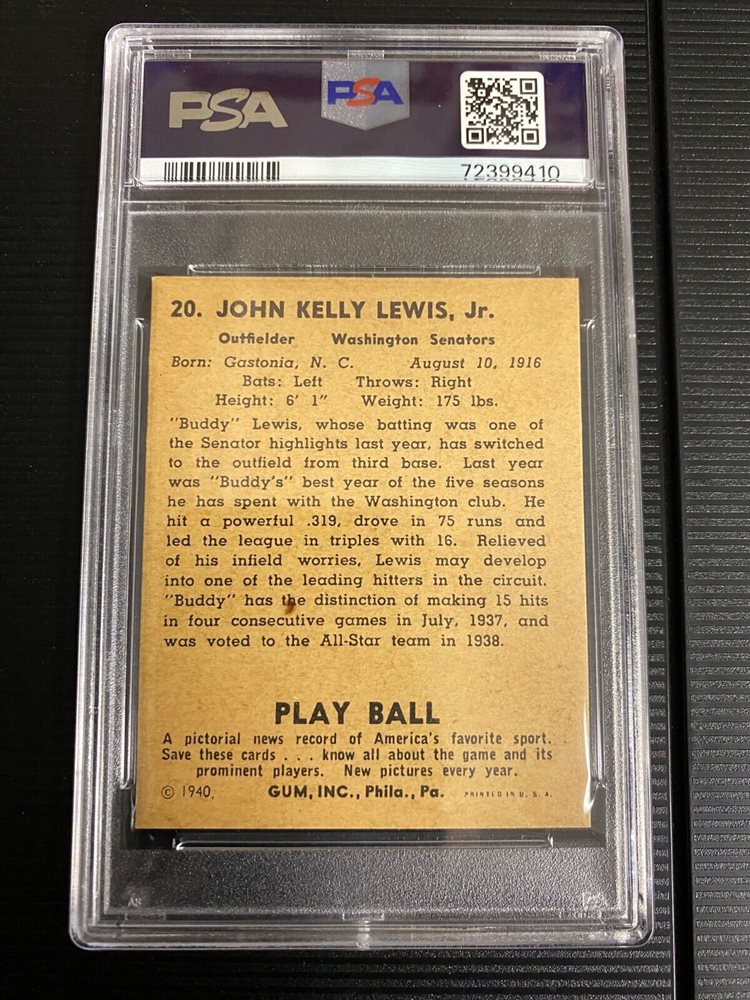 PSA
PSA
72399410
20. JOHN KELLY LEWIS, Jr.
Outfielder Washington Senators
Born: Gastonia, N. C. August 10, 1916
Bats: Left Throws: Right
Height: 6' 1" Weight: 175 lbs.
"Buddy" Lewis, whose batting was one of
the Senator highlights last year, has switched
to the outfield from third base. Last year
was "Buddy's" best year of the five seasons
he has spent with the Washington club. He
hit a powerful .319, drove in 75 runs and
led the league in triples with 16. Relieved
of his infield worries, Lewis may develop
into one of the leading hitters in the circuit.
"Buddy" has the distinction of making 15 hits
in four consecutive games in July, 1937, and
was voted to the All-Star team in 1938.
PLAY BALL
A pictorial news record of America's favorite sport.
Save these cards . . . know all about the game and its
prominent players. New pictures every year.
© 1940, GUM, INC., Phila., Pa. PRINTED IN U. S. A.